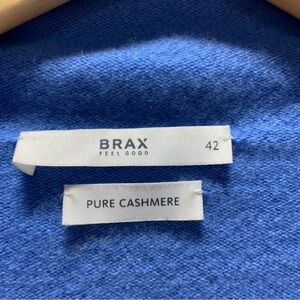 BRAX
FEEL GOOD
42
PURE CASHMERE